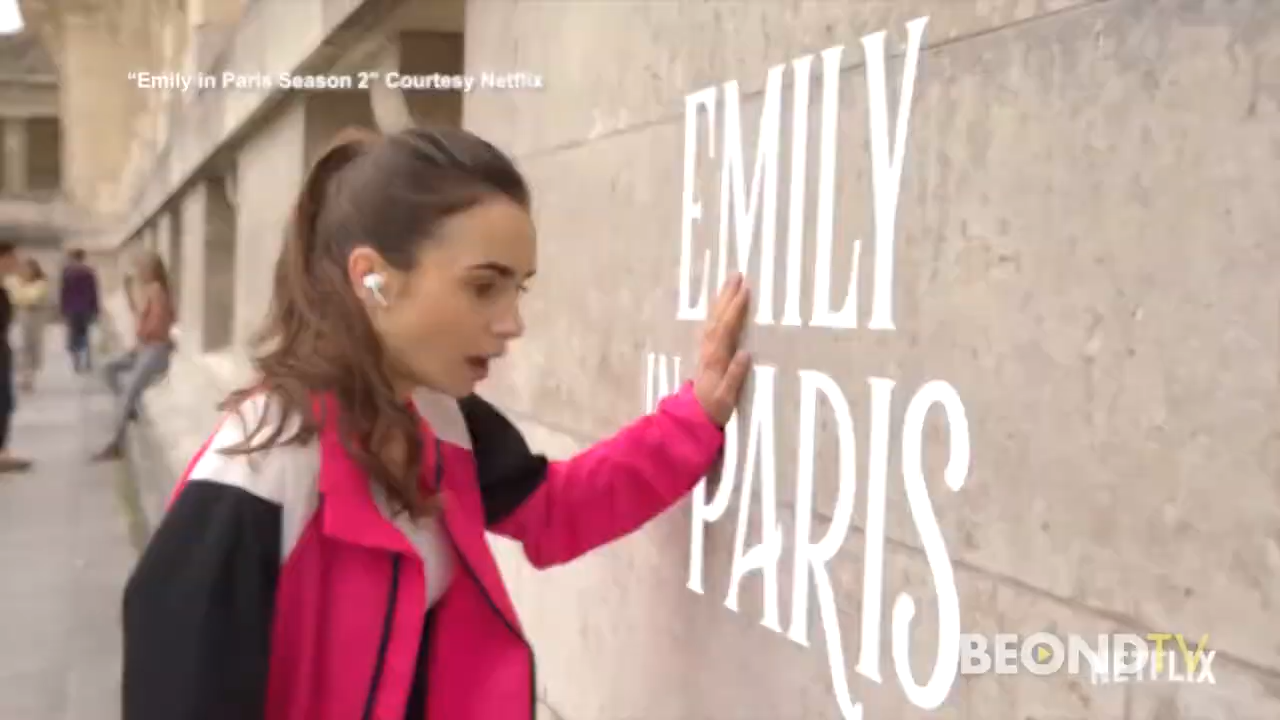 “Emily in Paris Season 2” Courtesy Netflix
EMILY
IN
PARIS
BEONDTV
NETFLIX